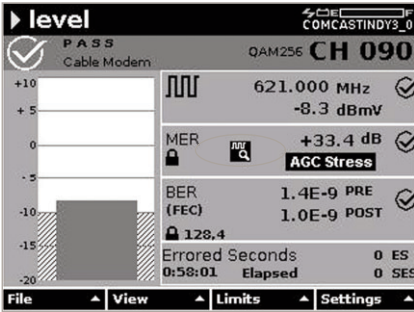 level
E F
COMCASTINDY3_0
PASS
Cable Modem
QAM256 CH 090
+10
+ 5
0
- 5
-10
-15
-20
621.000 MHz
-8.3 dBmV
MER
+33.4 dB
AGC Stress
BER
(FEC)
128,4
1.4E-9 PRE
1.0E-9 POST
Errored Seconds 0 ES
0:58:01 Elapsed 0 SES
File View Limits Settings